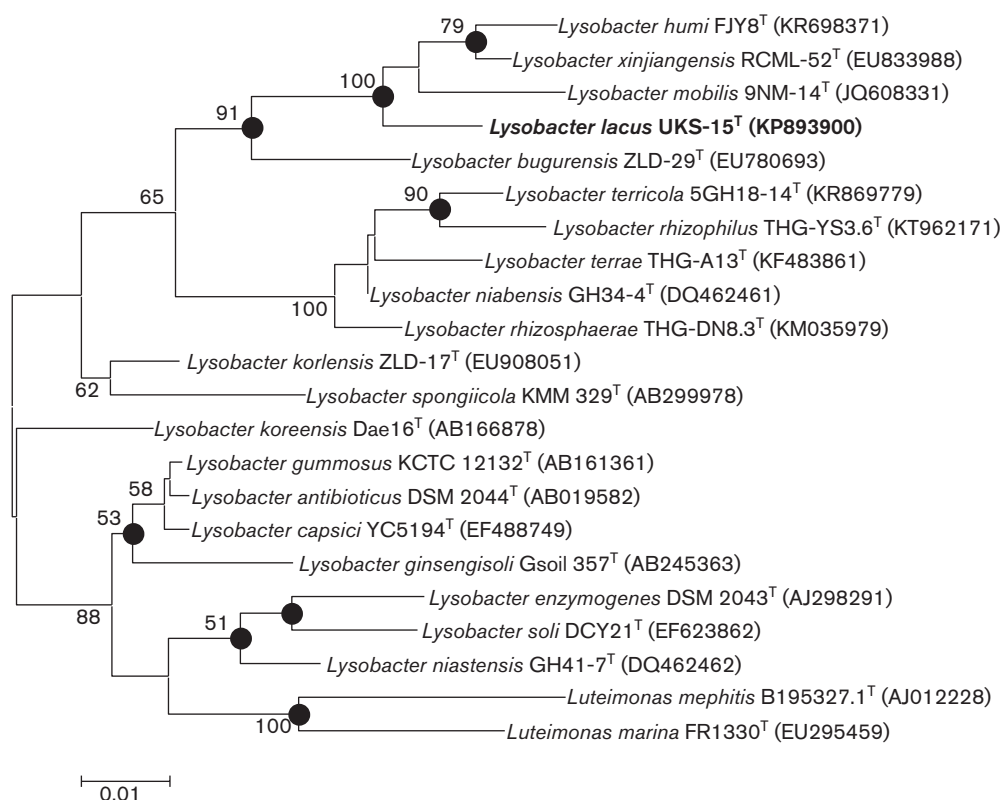 79
Lysobacter humi FJY8ᵀ (KR698371)
Lysobacter xinjiangensis RCML-52ᵀ (EU833988)
100
Lysobacter mobilis 9NM-14ᵀ (JQ608331)
91
Lysobacter lacus UKS-15ᵀ (KP893900)
Lysobacter bugurensis ZLD-29ᵀ (EU780693)
65
90
Lysobacter terricola 5GH18-14ᵀ (KR869779)
Lysobacter rhizophilus THG-YS3.6ᵀ (KT962171)
Lysobacter terrae THG-A13ᵀ (KF483861)
Lysobacter niabensis GH34-4ᵀ (DQ462461)
100
Lysobacter rhizosphaerae THG-DN8.3ᵀ (KM035979)
Lysobacter korlensis ZLD-17ᵀ (EU908051)
62
Lysobacter spongiicola KMM 329ᵀ (AB299978)
Lysobacter koreensis Dae16ᵀ (AB166878)
Lysobacter gummosus KCTC 12132ᵀ (AB161361)
58
Lysobacter antibioticus DSM 2044ᵀ (AB019582)
53
Lysobacter capsici YC5194ᵀ (EF488749)
Lysobacter ginsengisoli Gsoil 357ᵀ (AB245363)
88
Lysobacter enzymogenes DSM 2043ᵀ (AJ298291)
51
Lysobacter soli DCY21ᵀ (EF623862)
Lysobacter niastensis GH41-7ᵀ (DQ462462)
Luteimonas mephitis B195327.1ᵀ (AJ012228)
100
Luteimonas marina FR1330ᵀ (EU295459)
0.01